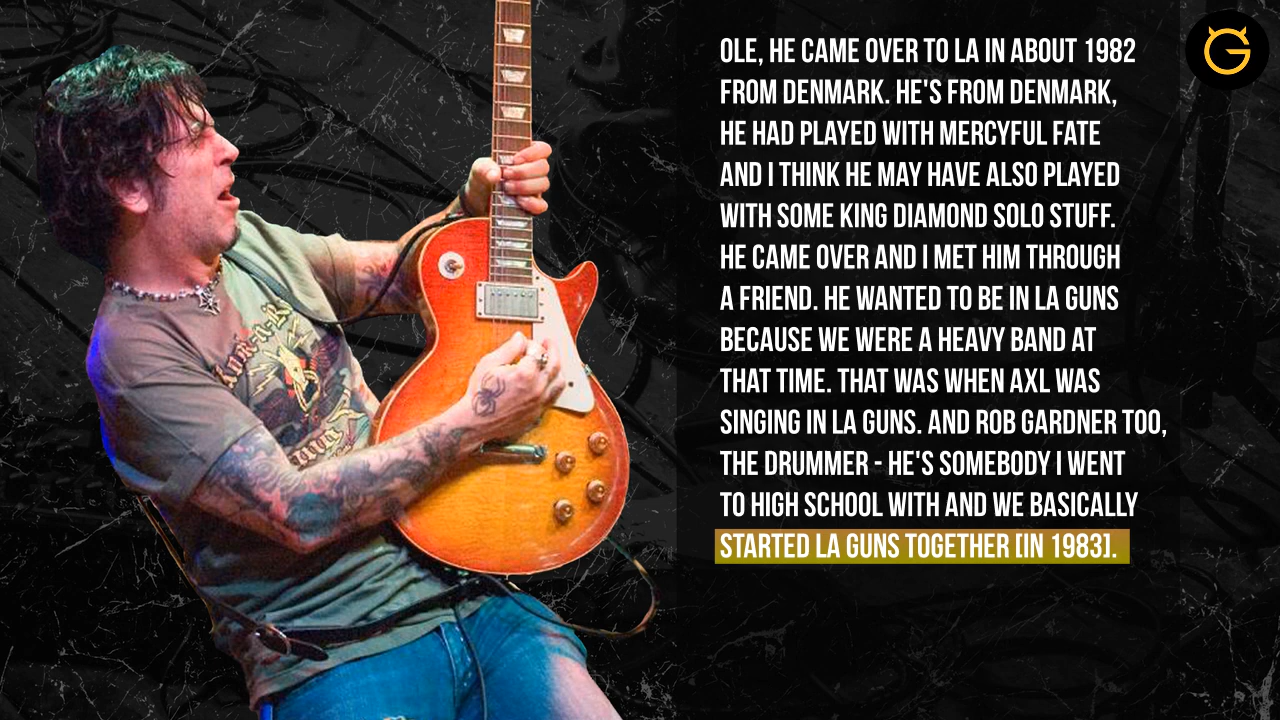 OLE, HE CAME OVER TO LA IN ABOUT 1982
FROM DENMARK. HE'S FROM DENMARK,
HE HAD PLAYED WITH MERCYFUL FATE
AND I THINK HE MAY HAVE ALSO PLAYED
WITH SOME KING DIAMOND SOLO STUFF.
HE CAME OVER AND I MET HIM THROUGH
A FRIEND. HE WANTED TO BE IN LA GUNS
BECAUSE WE WERE A HEAVY BAND AT
THAT TIME. THAT WAS WHEN AXL WAS
SINGING IN LA GUNS. AND ROB GARDNER TOO,
THE DRUMMER - HE'S SOMEBODY I WENT
TO HIGH SCHOOL WITH AND WE BASICALLY
STARTED LA GUNS TOGETHER [IN 1983].
G